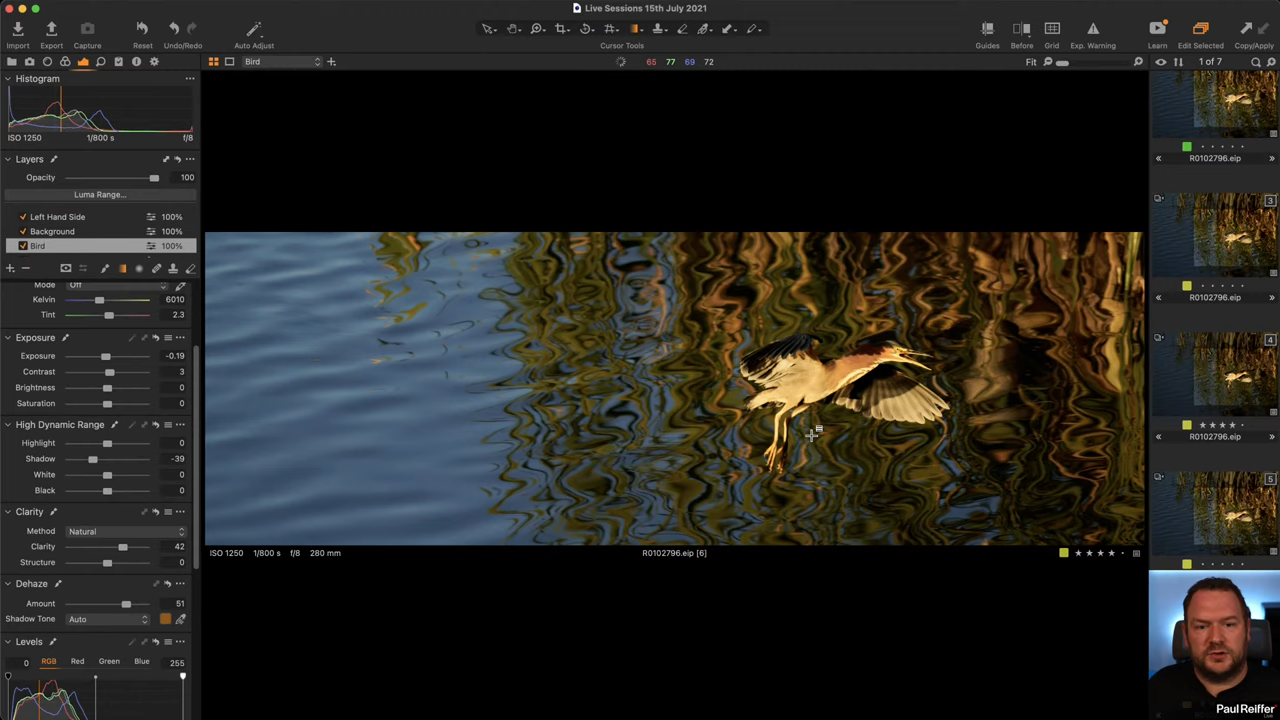 Live Sessions 15th July 2021
Import
Export
Capture
Reset
Undo/Redo
Auto Adjust
Cursor Tools
Guides
Before
Grid
Exp. Warning
Learn
Edit Selected
Copy/Apply
Bird
65 77 69 72
Fit
1 of 7
Histogram
ISO 1250 1/800 s f/8
Layers
Opacity 100
Luma Range...
Left Hand Side 100%
Background 100%
Bird 100%
Mode Off
Kelvin 6010
Tint 2.3
Exposure
Exposure -0.19
Contrast 3
Brightness 0
Saturation 0
High Dynamic Range
Highlight 0
Shadow -39
White 0
Black 0
Clarity
Method Natural
Clarity 42
Structure 0
Dehaze
Amount 51
Shadow Tone Auto
Levels
0 RGB Red Green Blue 255
ISO 1250 1/800 s f/8 280 mm
R0102796.eip [6]
R0102796.eip
3
R0102796.eip
4
R0102796.eip
5
PaulReiffer
Live